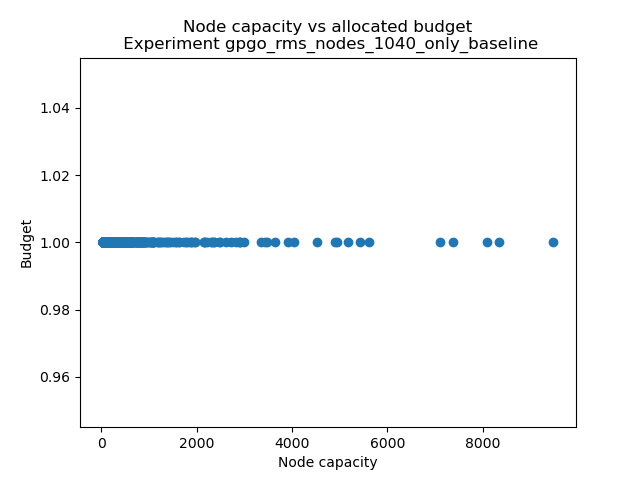 Node capacity vs allocated budget
Experiment gpgo_rms_nodes_1040_only_baseline
Budget
1.04
1.02
1.00
0.98
0.96
0
2000
4000
6000
8000
Node capacity